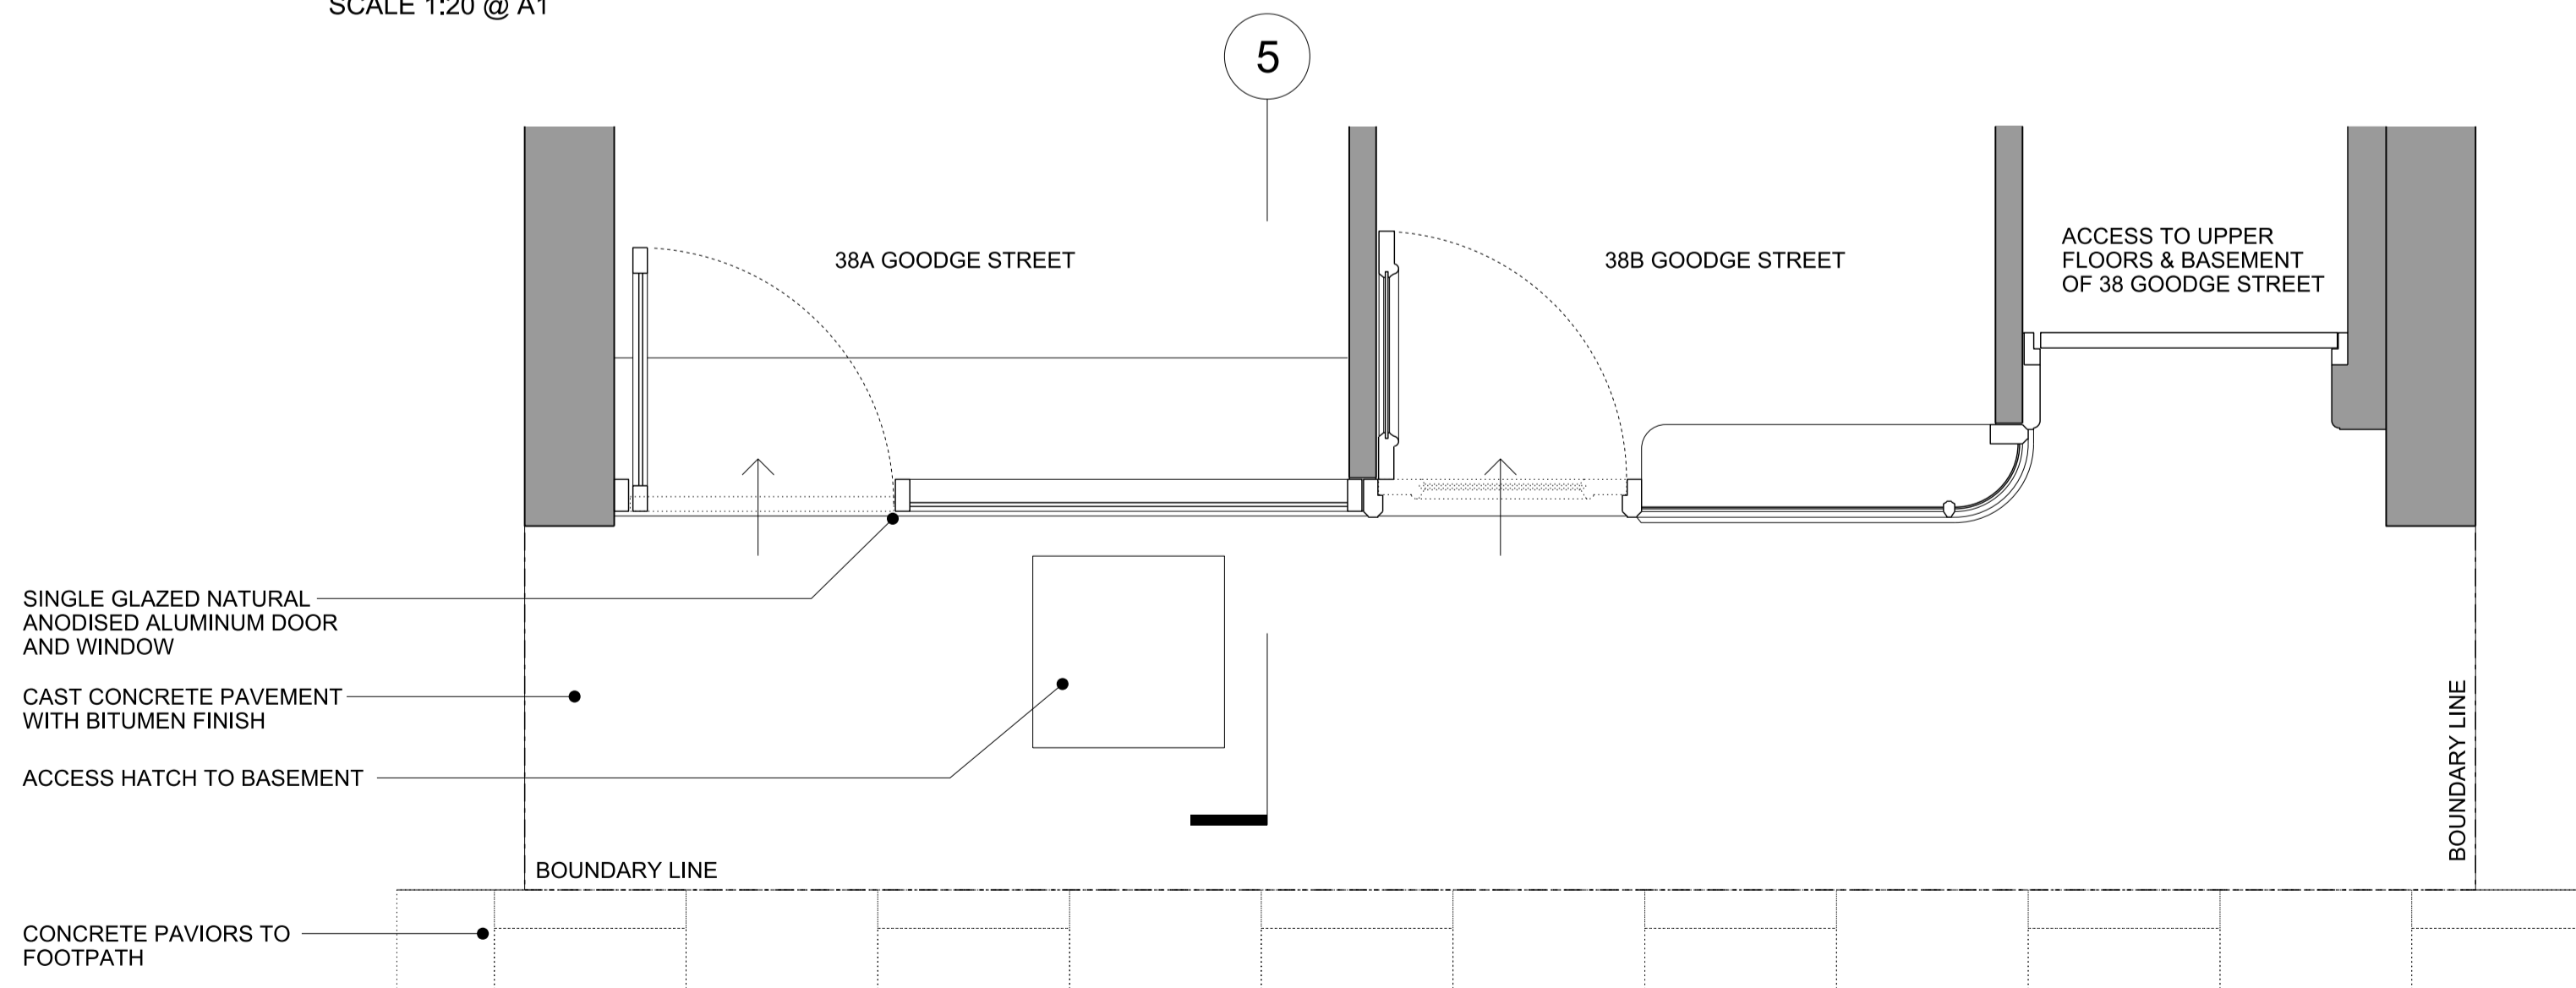 SCALE 1:20 @ A1
5
38A GOODGE STREET
38B GOODGE STREET
ACCESS TO UPPER
FLOORS & BASEMENT
OF 38 GOODGE STREET
SINGLE GLAZED NATURAL
ANODISED ALUMINUM DOOR
AND WINDOW
CAST CONCRETE PAVEMENT
WITH BITUMEN FINISH
ACCESS HATCH TO BASEMENT
BOUNDARY LINE
BOUNDARY LINE
CONCRETE PAVIORS TO
FOOTPATH